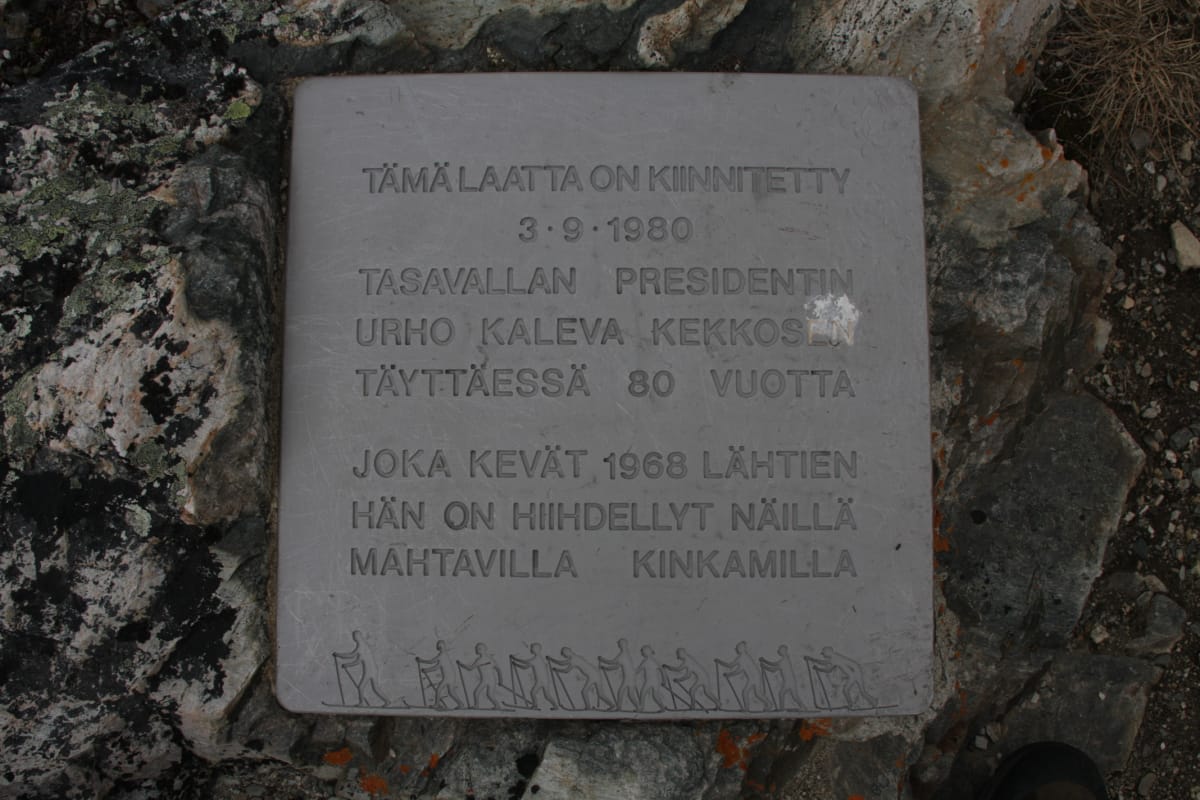 TÄMÄ LAATTA ON KIINNITETTY
3·9·1980
TASAVALLAN PRESIDENTIN
URHO KALEVA KEKKOSEN
TÄYTTÄESSÄ 80 VUOTTA
JOKA KEVÄT 1968 LÄHTIEN
HÄN ON HIIHDELLYT NÄILLÄ
MAHTAVILLA KINKAMILLA